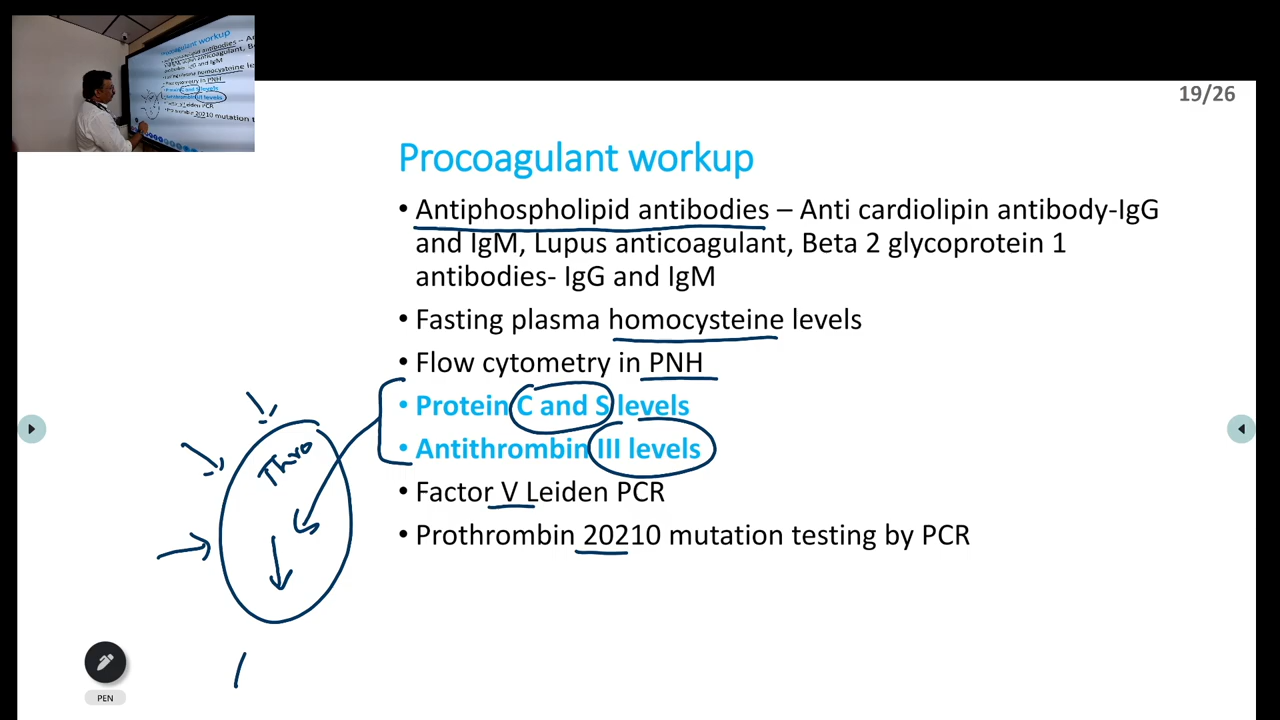 19/26
Procoagulant workup
• Antiphospholipid antibodies – Anti cardiolipin antibody-IgG
and IgM, Lupus anticoagulant, Beta 2 glycoprotein 1
antibodies- IgG and IgM
• Fasting plasma homocysteine levels
• Flow cytometry in PNH
• Protein C and S levels
• Antithrombin III levels
• Factor V Leiden PCR
• Prothrombin 20210 mutation testing by PCR
Thro
PEN